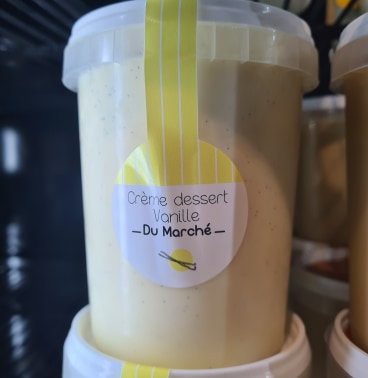 Crème dessert
Vanille
– Du Marché –